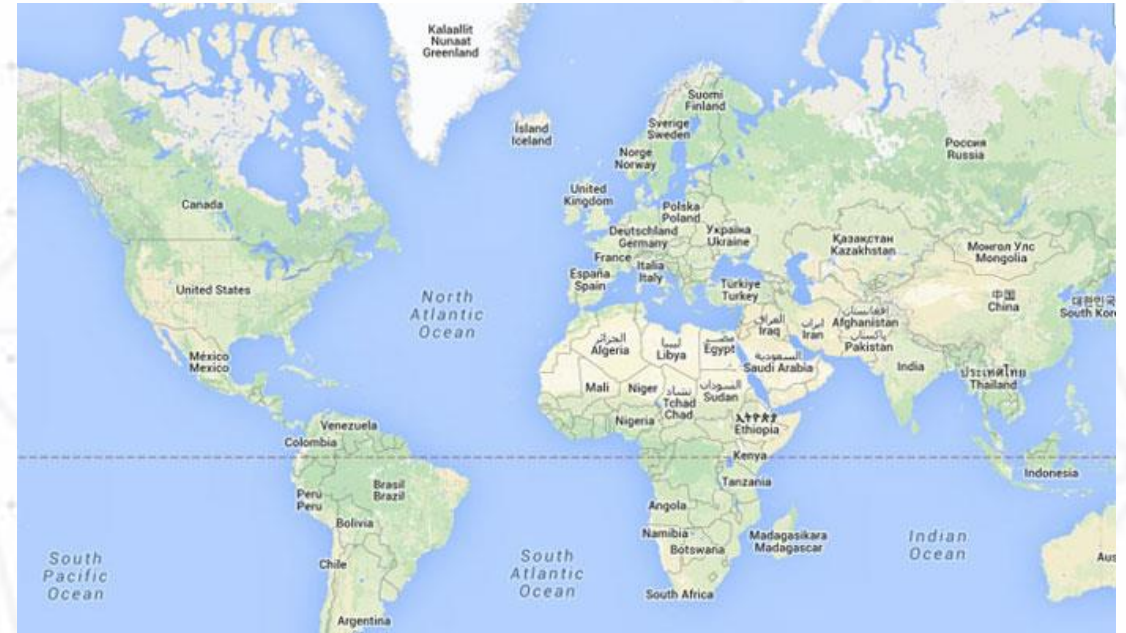 Kalaallit
Nunaat
Greenland
Suomi
Finland
Ísland
Iceland
Sverige
Sweden
Norge
Norway
Россия
Russia
Canada
United
Kingdom
Polska
Poland
Deutschland
Germany
Україна
Ukraine
Қазақстан
Kazakhstan
Монгол Улс
Mongolia
France
Italia
Italy
España
Spain
Türkiye
Turkey
United States
North
Atlantic
Ocean
中国
China
대한민국
South Kor
العراق
Iraq
ایران
Iran
افغانستان
Afghanistan
پاکستان
Pakistan
الجزائر
Algeria
ليبيا
Libya
مصر
Egypt
السعودية
Saudi Arabia
México
Mexico
India
ประเทศไทย
Thailand
Mali
Niger
تشاد
Tchad
Chad
السودان
Sudan
Nigeria
Ethiopia
Venezuela
Colombia
Kenya
Indonesia
Tanzania
Brasil
Brazil
Perú
Peru
Angola
Bolivia
Namibia
Botswana
Madagasikara
Madagascar
Indian
Ocean
South
Pacific
Ocean
Chile
South
Atlantic
Ocean
Aus
South Africa
Argentina